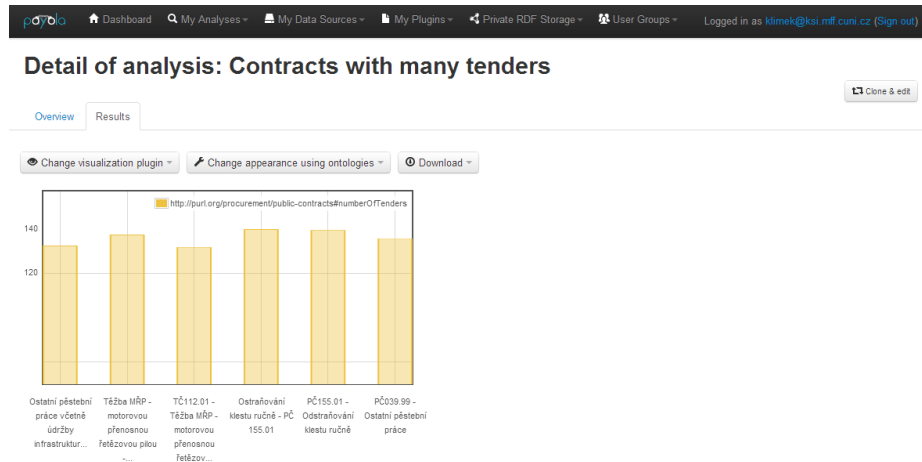 payola Dashboard My Analyses My Data Sources My Plugins Private RDF Storage User Groups Logged in as klimek@ksi.mff.cuni.cz (Sign out)
Detail of analysis: Contracts with many tenders
Clone & edit
Overview Results
Change visualization plugin Change appearance using ontologies Download
http://purl.org/procurement/public-contracts#numberOfTenders
140
120
Ostatní pěstební
práce včetně
údržby
infrastruktur...
Těžba MŘP -
motorovou
přenosnou
řetězovou pilou
-...
TČ112.01 -
Těžba MŘP -
motorovou
přenosnou
řetězov...
Ostraňování
klestu ručně - PČ
155.01
PČ155.01 -
Odstraňování
klestu ručně
PČ039.99 -
Ostatní pěstební
práce